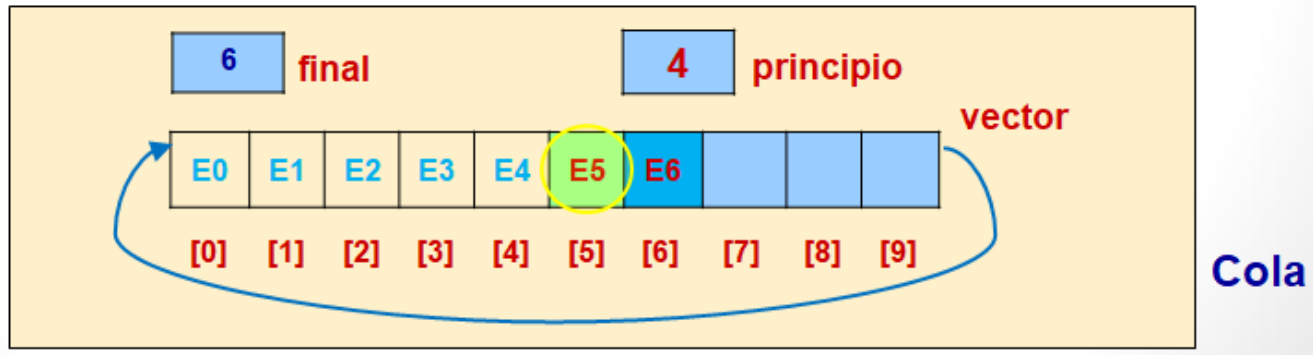 6 final 4 principio
vector
E0 E1 E2 E3 E4 E5 E6
[0] [1] [2] [3] [4] [5] [6] [7] [8] [9]
Cola